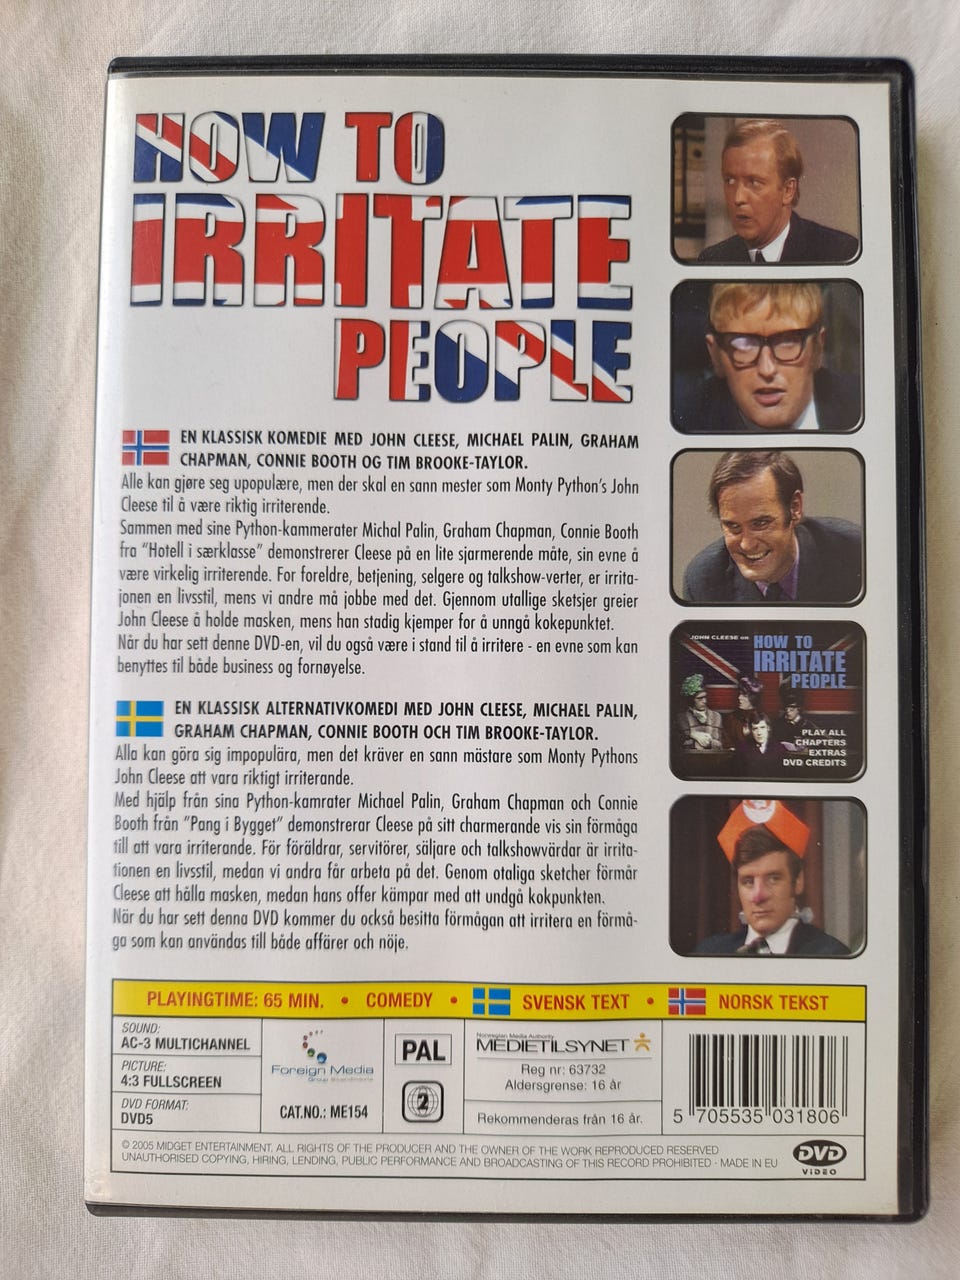 HOW TO
IRRITATE
PEOPLE
EN KLASSISK KOMEDIE MED JOHN CLEESE, MICHAEL PALIN, GRAHAM
CHAPMAN, CONNIE BOOTH OG TIM BROOKE-TAYLOR.
Alle kan gjøre seg upopulære, men der skal en sann mester som Monty Python's John
Cleese til å være riktig irriterende.
Sammen med sine Python-kammerater Michal Palin, Graham Chapman, Connie Booth
fra "Hotell i særklasse" demonstrerer Cleese på en lite sjarmerende måte, sin evne å
være virkelig irriterende. For foreldre, betjening, selgere og talkshow-verter, er irrita-
jonen en livsstil, mens vi andre må jobbe med det. Gjennom utallige sketsjer greier
John Cleese å holde masken, mens han stadig kjemper for å unngå kokepunktet.
Når du har sett denne DVD-en, vil du også være i stand til å irritere - en evne som kan
benyttes til både business og fornøyelse.
EN KLASSISK ALTERNATIVKOMEDI MED JOHN CLEESE, MICHAEL PALIN,
GRAHAM CHAPMAN, CONNIE BOOTH OCH TIM BROOKE-TAYLOR.
Alla kan göra sig impopulära, men det kräver en sann mästare som Monty Pythons
John Cleese att vara riktigt irriterande.
Med hjälp från sina Python-kamrater Michael Palin, Graham Chapman och Connie
Booth från "Pang i Bygget" demonstrerar Cleese på sitt charmerande vis sin förmåga
till att vara irriterande. För föräldrar, servitörer, säljare och talkshowvärdar är irrita-
tionen en livsstil, medan vi andra får arbeta på det. Genom otaliga sketcher förmår
Cleese att hålla masken, medan hans offer kämpar med att undgå kokpunkten.
När du har sett denna DVD kommer du också besitta förmågan att irritera en förmå-
ga som kan användas till både affärer och nöje.
JOHN CLEESE on HOW TO
IRRITATE
PEOPLE
PLAY ALL
CHAPTERS
EXTRAS
DVD CREDITS
PLAYINGTIME: 65 MIN. • COMEDY • SVENSK TEXT • NORSK TEKST
SOUND:
AC-3 MULTICHANNEL
PICTURE:
4:3 FULLSCREEN
DVD FORMAT:
DVD5
Foreign Media
Group Scandinavia
CAT.NO.: ME154
PAL
2
Norwegian Media Authority
MEDIETILSYNET
Reg nr: 63732
Aldersgrense: 16 år
Rekommenderas från 16 år.
5 705535 031806
© 2005 MIDGET ENTERTAINMENT. ALL RIGHTS OF THE PRODUCER AND THE OWNER OF THE WORK REPRODUCED RESERVED
UNAUTHORISED COPYING, HIRING, LENDING, PUBLIC PERFORMANCE AND BROADCASTING OF THIS RECORD PROHIBITED - MADE IN EU
DVD
VIDEO